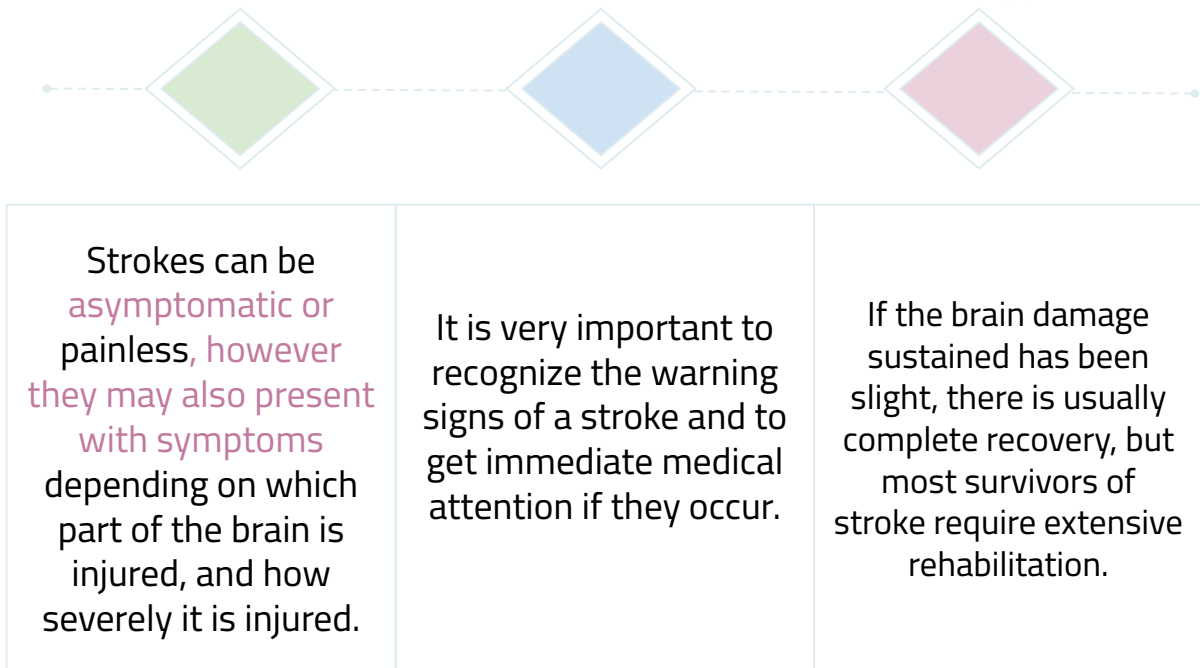 Strokes can be
asymptomatic or
painless, however
they may also present
with symptoms
depending on which
part of the brain is
injured, and how
severely it is injured.
It is very important to
recognize the warning
signs of a stroke and to
get immediate medical
attention if they occur.
If the brain damage
sustained has been
slight, there is usually
complete recovery, but
most survivors of
stroke require extensive
rehabilitation.